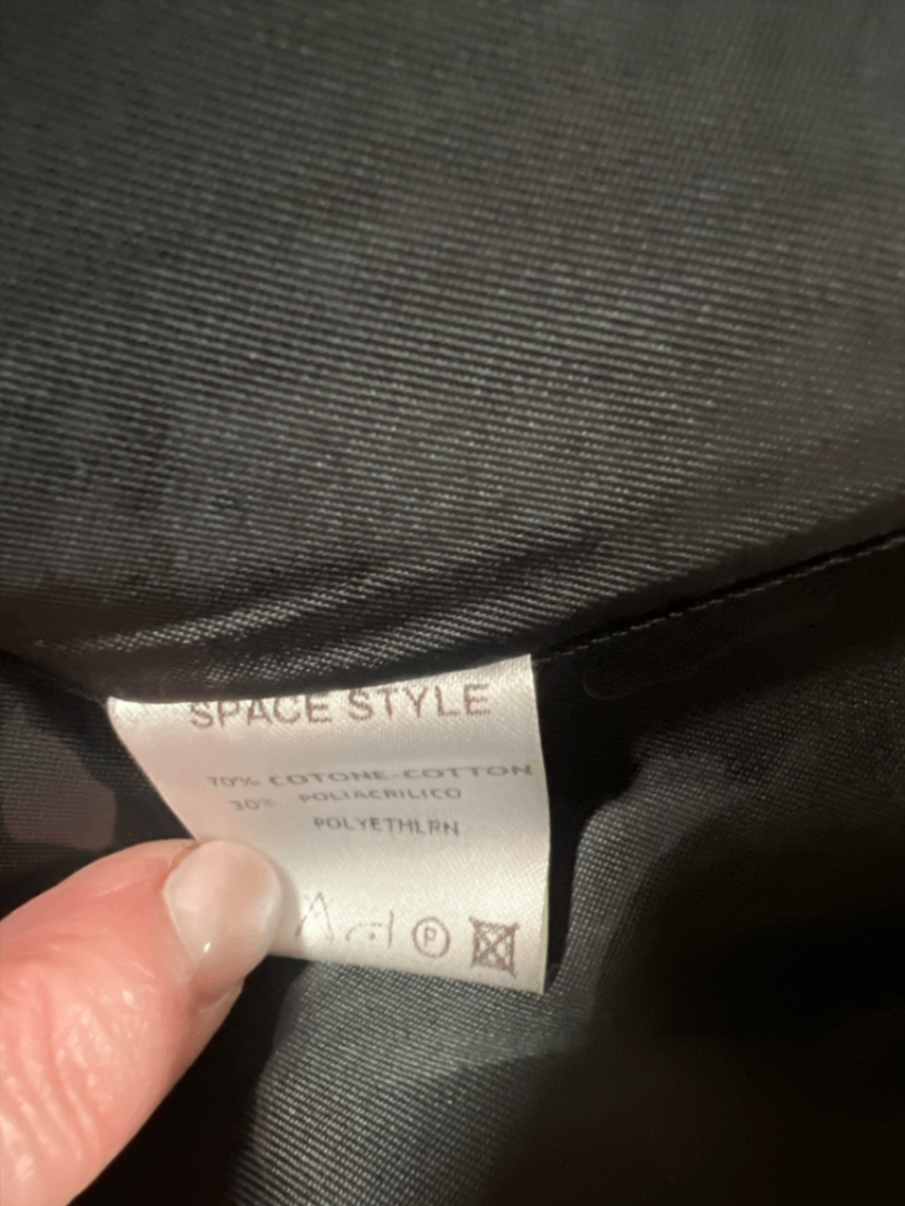 SPACE STYLE
70% COTONE-COTTON
30% POLIACRILICO
POLYETHLRN
P